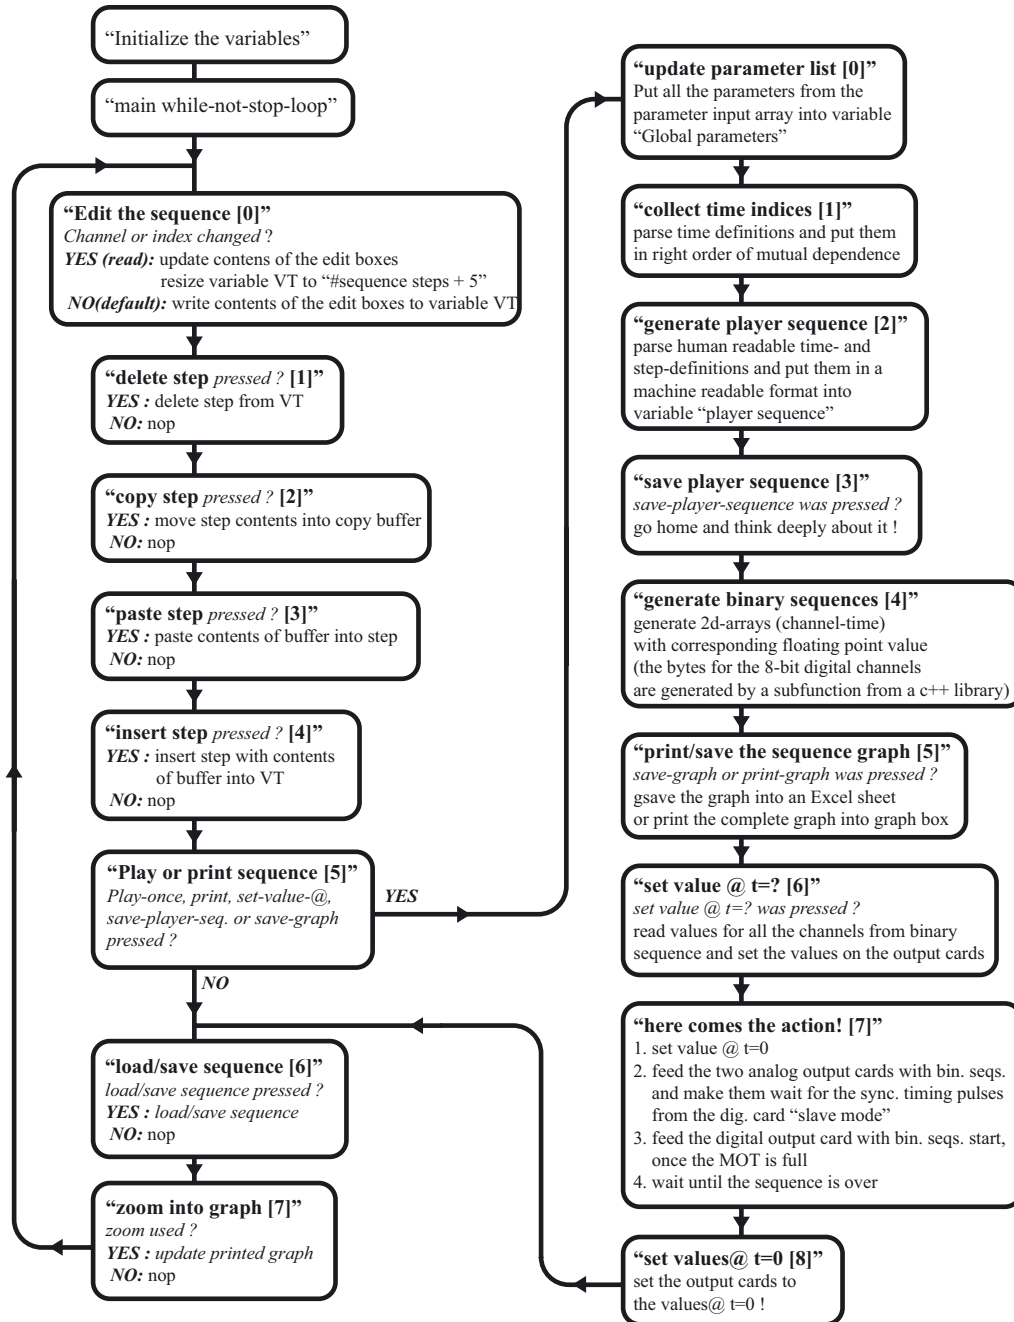 “Initialize the variables”
“main while-not-stop-loop”
“Edit the sequence [0]”
Channel or index changed ?
YES (read): update contens of the edit boxes
resize variable VT to “#sequence steps + 5”
NO(default): write contents of the edit boxes to variable VT
“delete step pressed ? [1]”
YES : delete step from VT
NO: nop
“copy step pressed ? [2]”
YES : move step contents into copy buffer
NO: nop
“paste step pressed ? [3]”
YES : paste contents of buffer into step
NO: nop
“insert step pressed ? [4]”
YES : insert step with contents
of buffer into VT
NO: nop
“Play or print sequence [5]”
Play-once, print, set-value-@,
save-player-seq. or save-graph
pressed ?
YES
NO
“load/save sequence [6]”
load/save sequence pressed ?
YES : load/save sequence
NO: nop
“zoom into graph [7]”
zoom used ?
YES : update printed graph
NO: nop
“update parameter list [0]”
Put all the parameters from the
parameter input array into variable
“Global parameters”
“collect time indices [1]”
parse time definitions and put them
in right order of mutual dependence
“generate player sequence [2]”
parse human readable time- and
step-definitions and put them in a
machine readable format into
variable “player sequence”
“save player sequence [3]”
save-player-sequence was pressed ?
go home and think deeply about it !
“generate binary sequences [4]”
generate 2d-arrays (channel-time)
with corresponding floating point value
(the bytes for the 8-bit digital channels
are generated by a subfunction from a c++ library)
“print/save the sequence graph [5]”
save-graph or print-graph was pressed ?
gsave the graph into an Excel sheet
or print the complete graph into graph box
“set value @ t=? [6]”
set value @ t=? was pressed ?
read values for all the channels from binary
sequence and set the values on the output cards
“here comes the action! [7]”
1. set value @ t=0
2. feed the two analog output cards with bin. seqs.
and make them wait for the sync. timing pulses
from the dig. card “slave mode”
3. feed the digital output card with bin. seqs. start,
once the MOT is full
4. wait until the sequence is over
“set values@ t=0 [8]”
set the output cards to
the values@ t=0 !